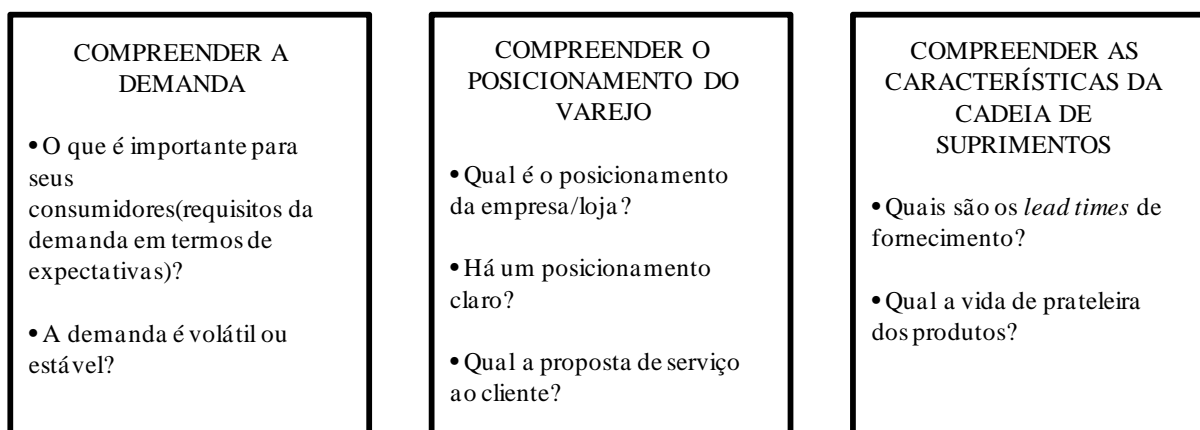 COMPREENDER A
DEMANDA
• O que é importante para
seus
consumidores(requisitos da
demanda em termos de
expectativas)?
• A demanda é volátil ou
estável?
COMPREENDER O
POSICIONAMENTO DO
VAREJO
• Qual é o posicionamento
da empresa/loja?
• Há um posicionamento
claro?
• Qual a proposta de serviço
ao cliente?
COMPREENDER AS
CARACTERÍSTICAS DA
CADEIA DE
SUPRIMENTOS
• Quais são os lead times de
fornecimento?
• Qual a vida de prateleira
dos produtos?